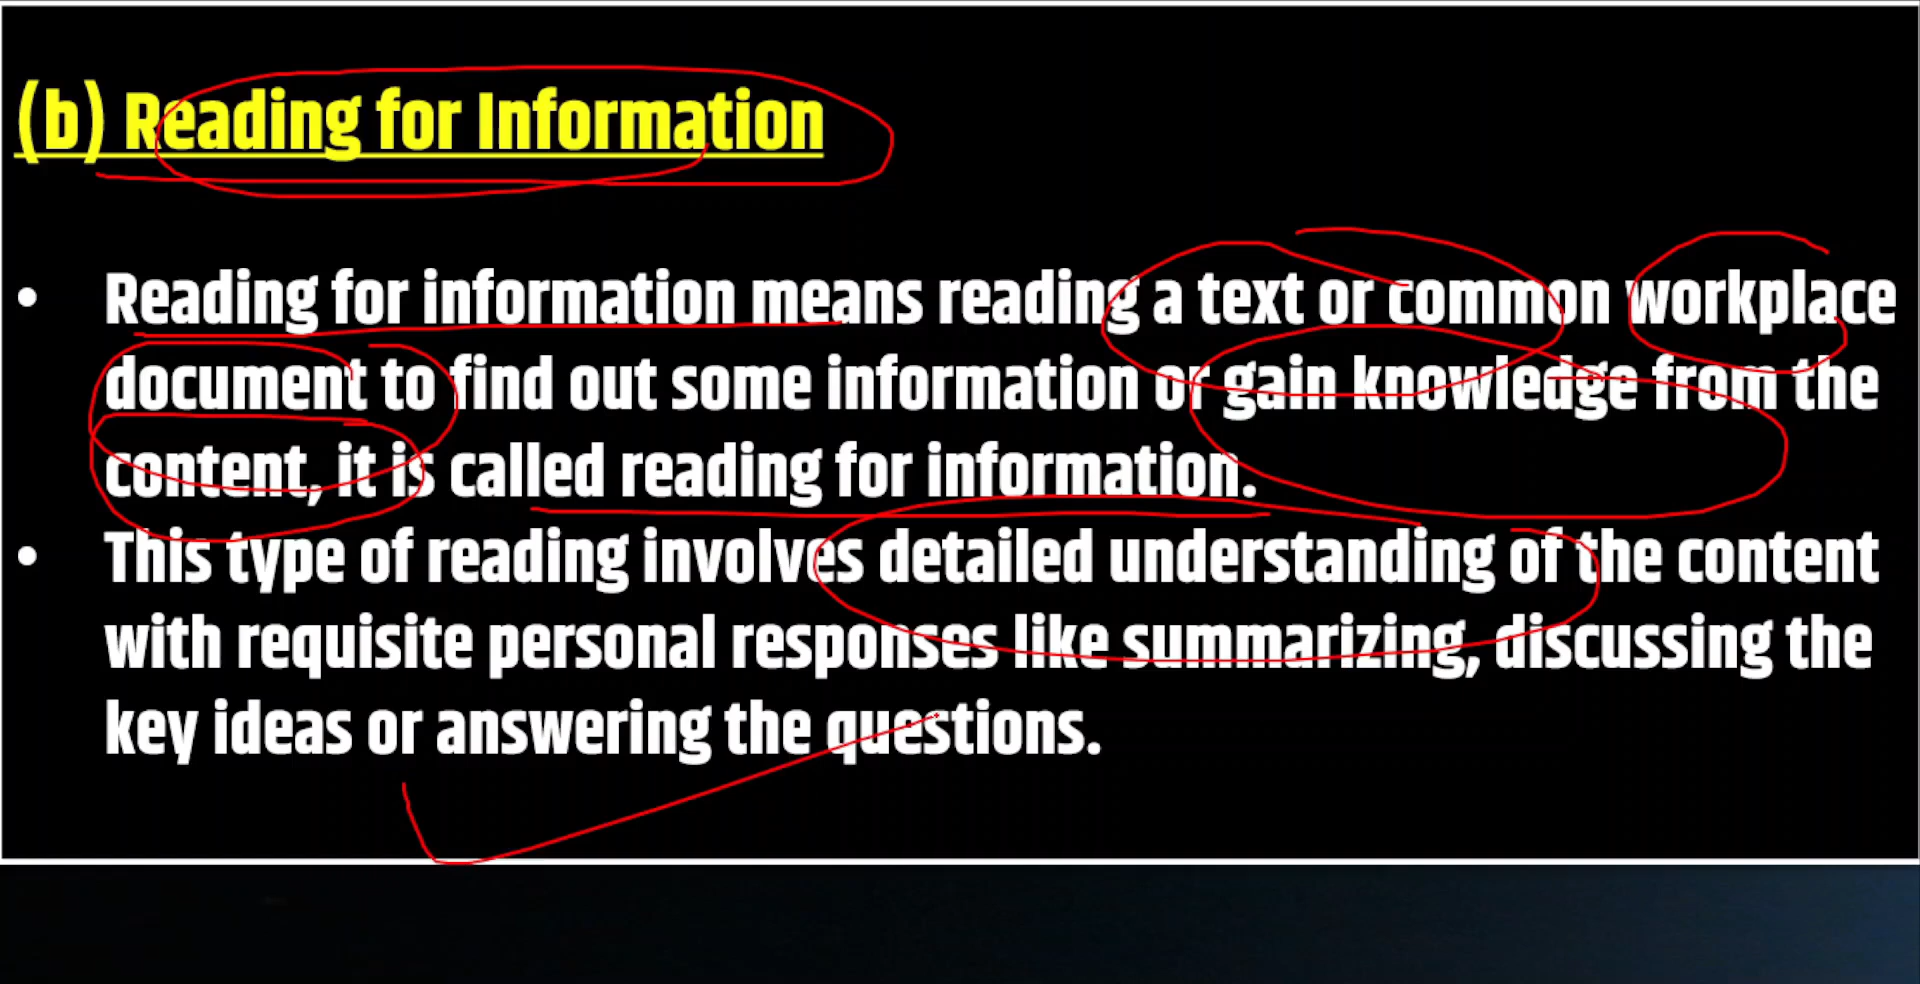 (b) Reading for Information
• Reading for information means reading a text or common workplace
document to find out some information or gain knowledge from the
content, it is called reading for information.
• This type of reading involves detailed understanding of the content
with requisite personal responses like summarizing, discussing the
key ideas or answering the questions.